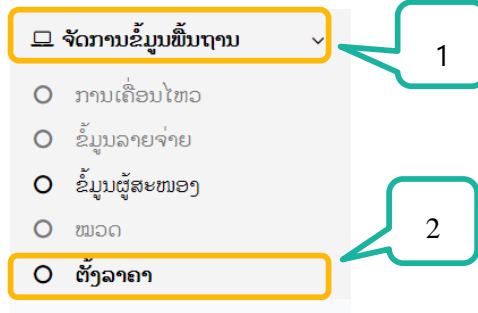 ຈັດການຂໍ້ມູນພື້ນຖານ
1
ການເຄື່ອນໄຫວ
ຂໍ້ມູນລາຍຈ່າຍ
ຂໍ້ມູນຜູ້ສະໜອງ
ໝວດ
2
ຕັ້ງລາຄາ